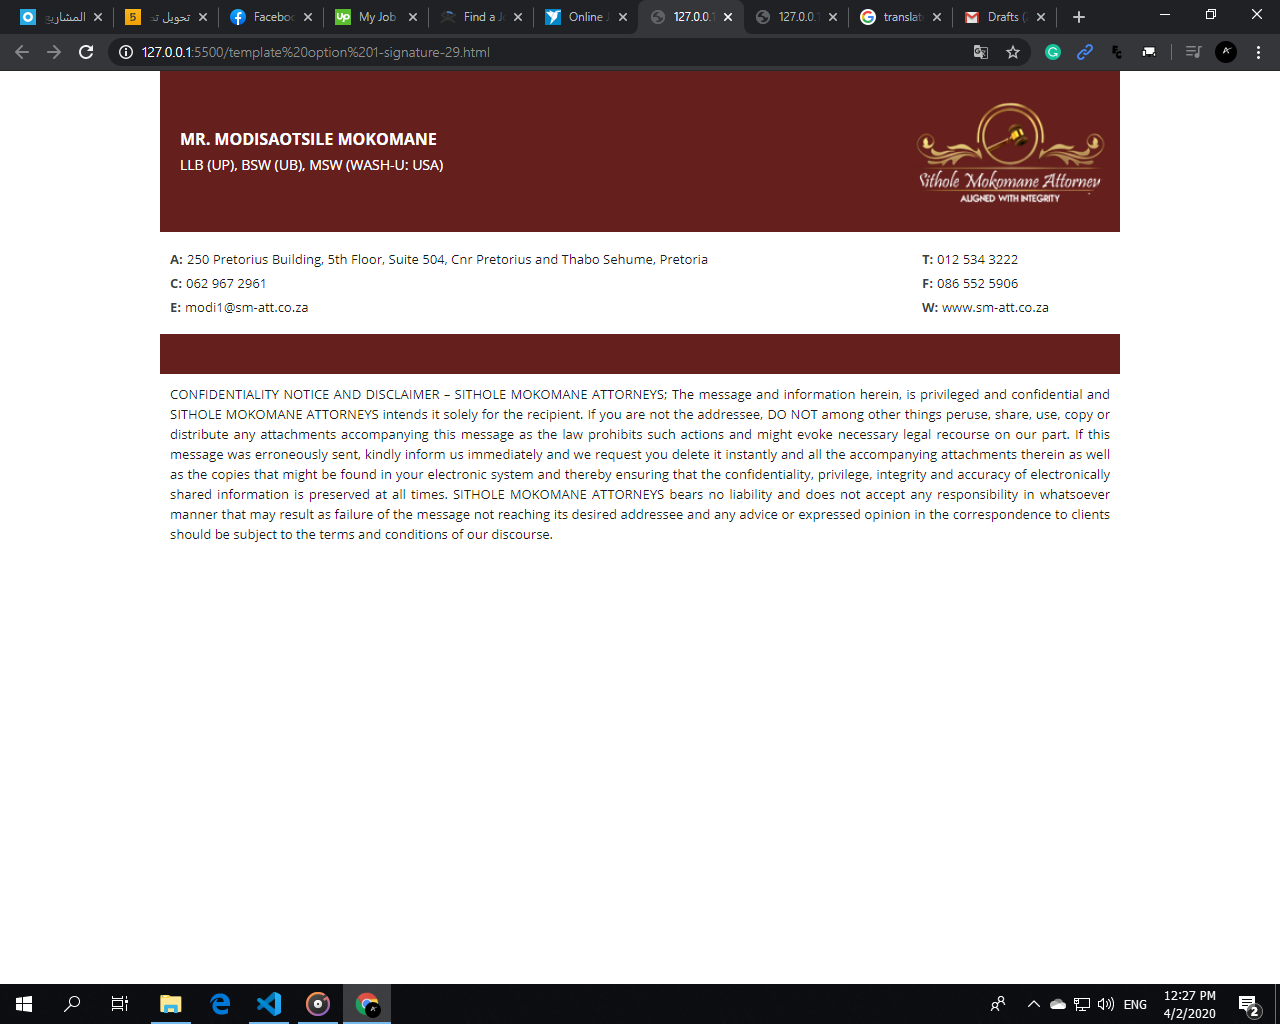 المشاريع
5 تحويل تص
Faceboo
up My Job
Find a Jo
Online J
127.0.0.1
127.0.0.1
translate
Drafts (
127.0.0.1:5500/template%20option%201-signature-29.html
MR. MODISAOTSILE MOKOMANE
LLB (UP), BSW (UB), MSW (WASH-U: USA)
Sithole Mokomane Attorney
ALIGNED WITH INTEGRITY
A: 250 Pretorius Building, 5th Floor, Suite 504, Cnr Pretorius and Thabo Sehume, Pretoria
C: 062 967 2961
E: modi1@sm-att.co.za
T: 012 534 3222
F: 086 552 5906
W: www.sm-att.co.za
CONFIDENTIALITY NOTICE AND DISCLAIMER – SITHOLE MOKOMANE ATTORNEYS; The message and information herein, is privileged and confidential and
SITHOLE MOKOMANE ATTORNEYS intends it solely for the recipient. If you are not the addressee, DO NOT among other things peruse, share, use, copy or
distribute any attachments accompanying this message as the law prohibits such actions and might evoke necessary legal recourse on our part. If this
message was erroneously sent, kindly inform us immediately and we request you delete it instantly and all the accompanying attachments therein as well
as the copies that might be found in your electronic system and thereby ensuring that the confidentiality, privilege, integrity and accuracy of electronically
shared information is preserved at all times. SITHOLE MOKOMANE ATTORNEYS bears no liability and does not accept any responsibility in whatsoever
manner that may result as failure of the message not reaching its desired addressee and any advice or expressed opinion in the correspondence to clients
should be subject to the terms and conditions of our discourse.
ENG
12:27 PM
4/2/2020
2